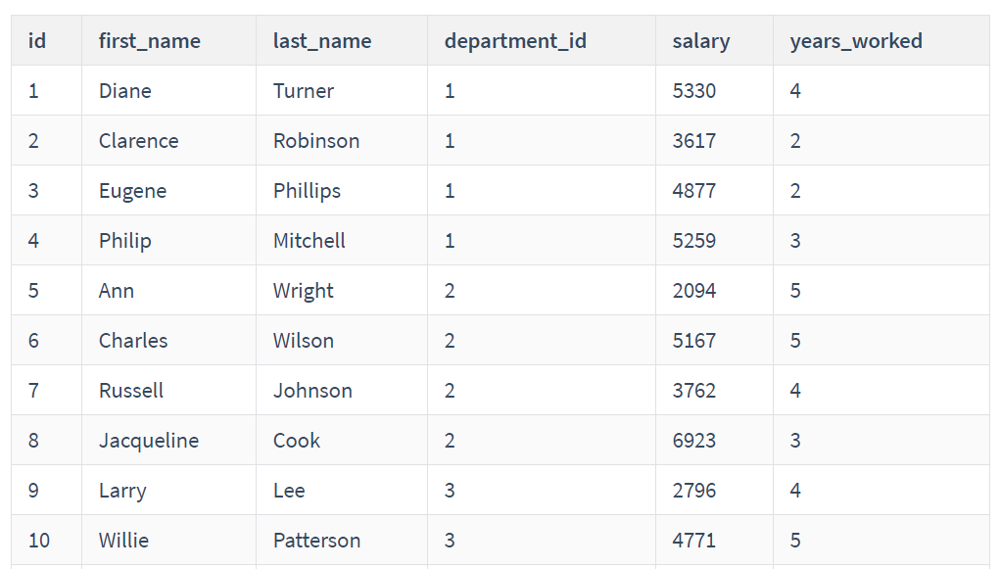 id first_name last_name department_id salary years_worked
1 Diane Turner 1 5330 4
2 Clarence Robinson 1 3617 2
3 Eugene Phillips 1 4877 2
4 Philip Mitchell 1 5259 3
5 Ann Wright 2 2094 5
6 Charles Wilson 2 5167 5
7 Russell Johnson 2 3762 4
8 Jacqueline Cook 2 6923 3
9 Larry Lee 3 2796 4
10 Willie Patterson 3 4771 5